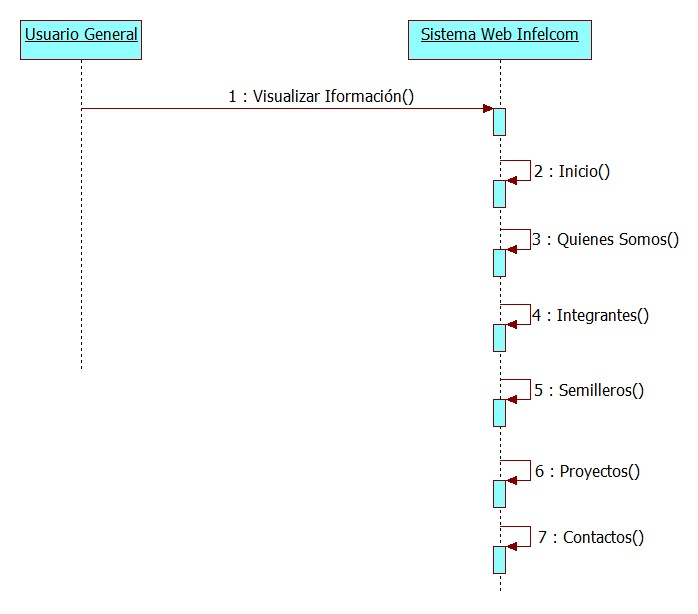 Usuario General
Sistema Web Infelcom
1 : Visualizar Iformación()
2 : Inicio()
3 : Quienes Somos()
4 : Integrantes()
5 : Semilleros()
6 : Proyectos()
7 : Contactos()